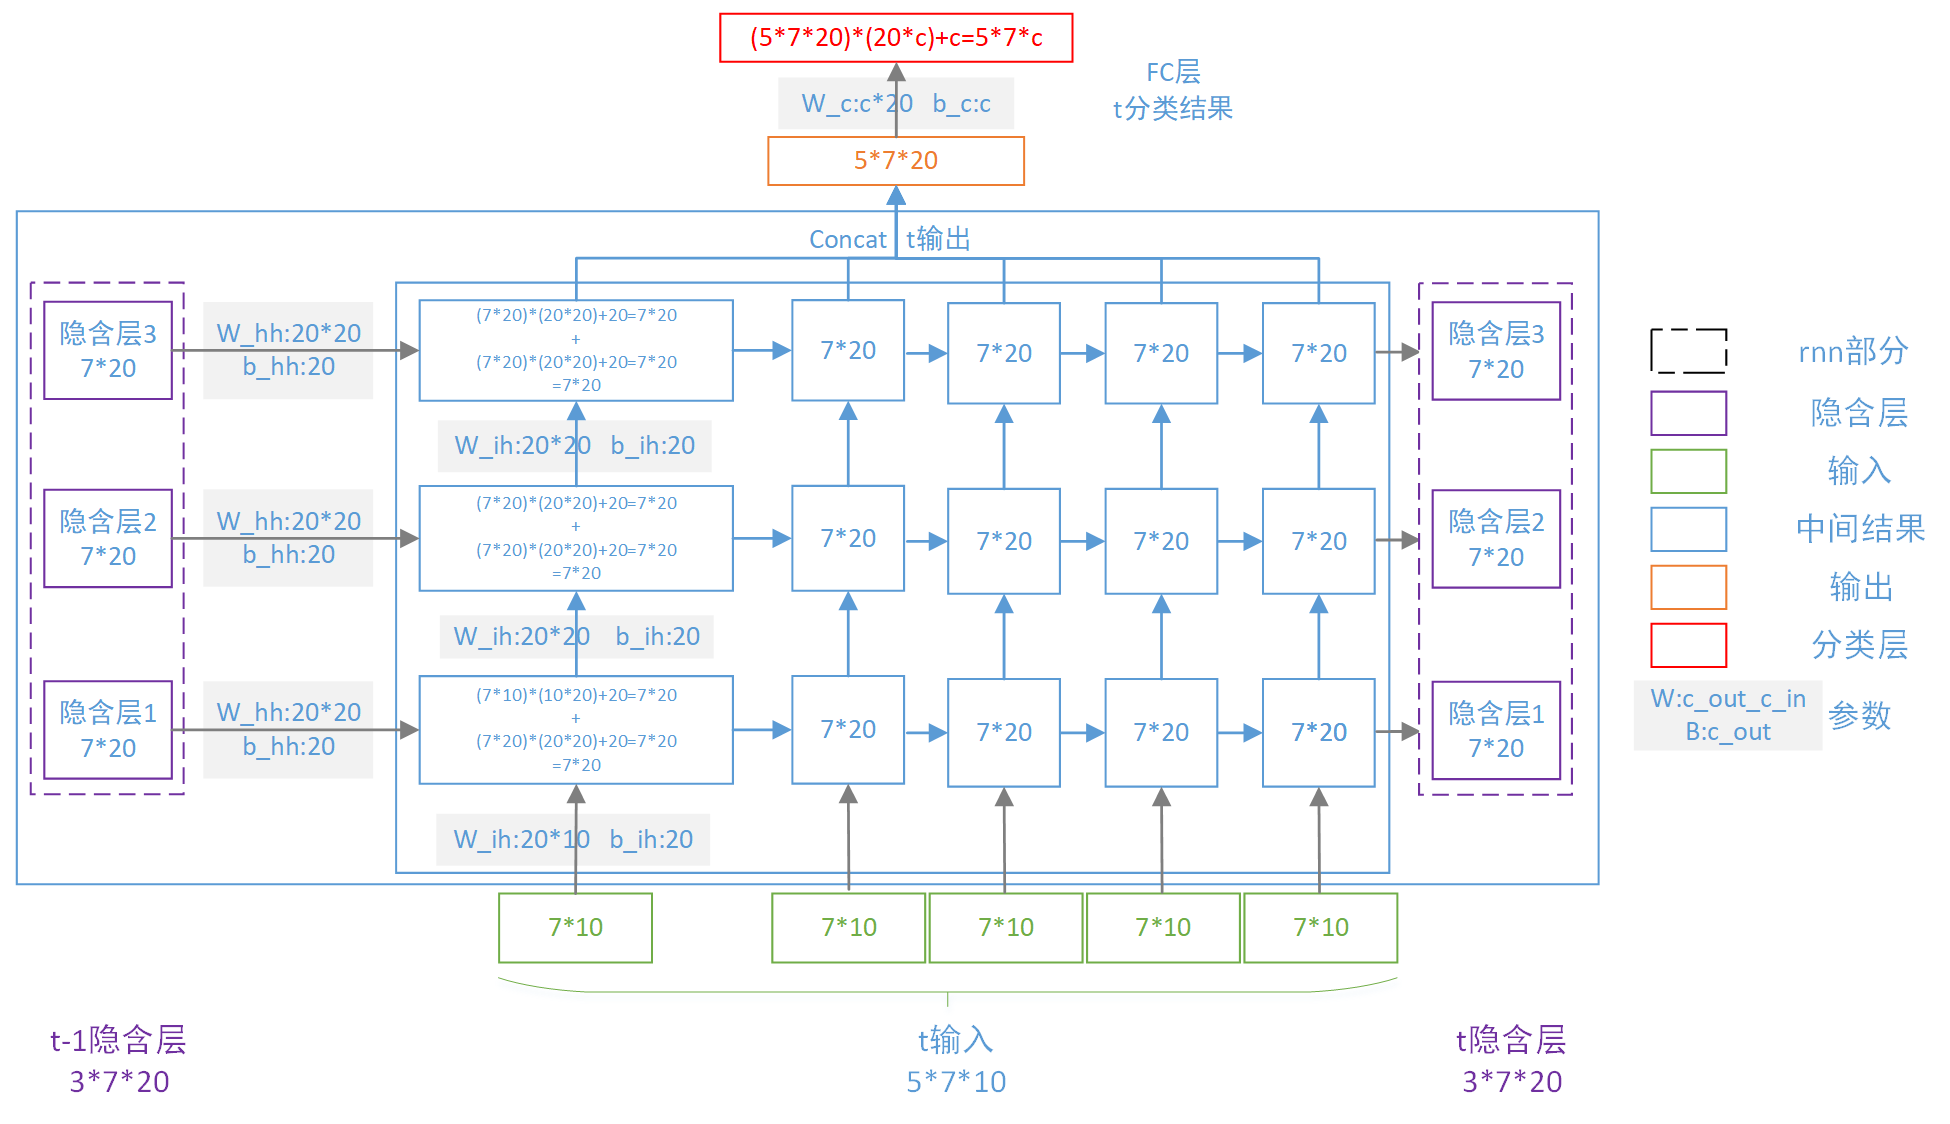 (5*7*20)*(20*c)+c=5*7*c
FC层
t分类结果
W_c:c*20 b_c:c
5*7*20
Concat t输出
隐含层3
7*20
W_hh:20*20
b_hh:20
(7*20)*(20*20)+20=7*20
+
(7*20)*(20*20)+20=7*20
=7*20
7*20
7*20
7*20
7*20
隐含层3
7*20
W_ih:20*20 b_ih:20
隐含层2
7*20
W_hh:20*20
b_hh:20
(7*20)*(20*20)+20=7*20
+
(7*20)*(20*20)+20=7*20
=7*20
7*20
7*20
7*20
7*20
隐含层2
7*20
W_ih:20*20 b_ih:20
隐含层1
7*20
W_hh:20*20
b_hh:20
(7*10)*(10*20)+20=7*20
+
(7*20)*(20*20)+20=7*20
=7*20
7*20
7*20
7*20
7*20
隐含层1
7*20
W_ih:20*10 b_ih:20
7*10
7*10
7*10
7*10
7*10
t-1隐含层
3*7*20
t输入
5*7*10
t隐含层
3*7*20
rnn部分
隐含层
输入
中间结果
输出
分类层
W:c_out_c_in
B:c_out
参数